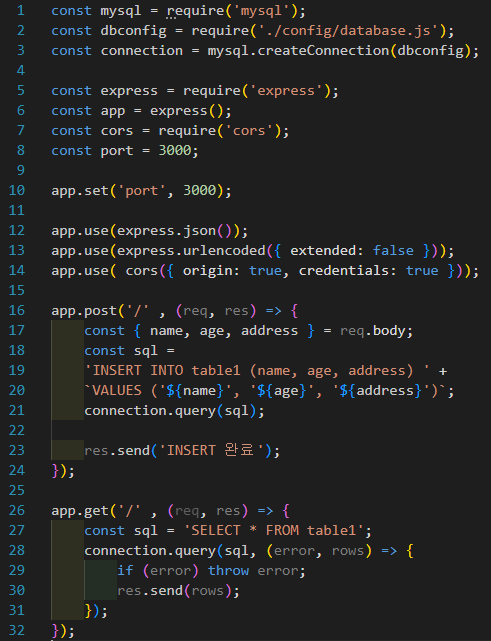 1 const mysql = require('mysql');
2 const dbconfig = require('./config/database.js');
3 const connection = mysql.createConnection(dbconfig);
4
5 const express = require('express');
6 const app = express();
7 const cors = require('cors');
8 const port = 3000;
9
10 app.set('port', 3000);
11
12 app.use(express.json());
13 app.use(express.urlencoded({ extended: false }));
14 app.use( cors({ origin: true, credentials: true }));
15
16 app.post('/' , (req, res) => {
17     const { name, age, address } = req.body;
18     const sql =
19     'INSERT INTO table1 (name, age, address) ' +
20     `VALUES ('${name}', '${age}', '${address}')`;
21     connection.query(sql);
22
23     res.send('INSERT 완료');
24 });
25
26 app.get('/' , (req, res) => {
27     const sql = 'SELECT * FROM table1';
28     connection.query(sql, (error, rows) => {
29         if (error) throw error;
30         res.send(rows);
31     });
32 });